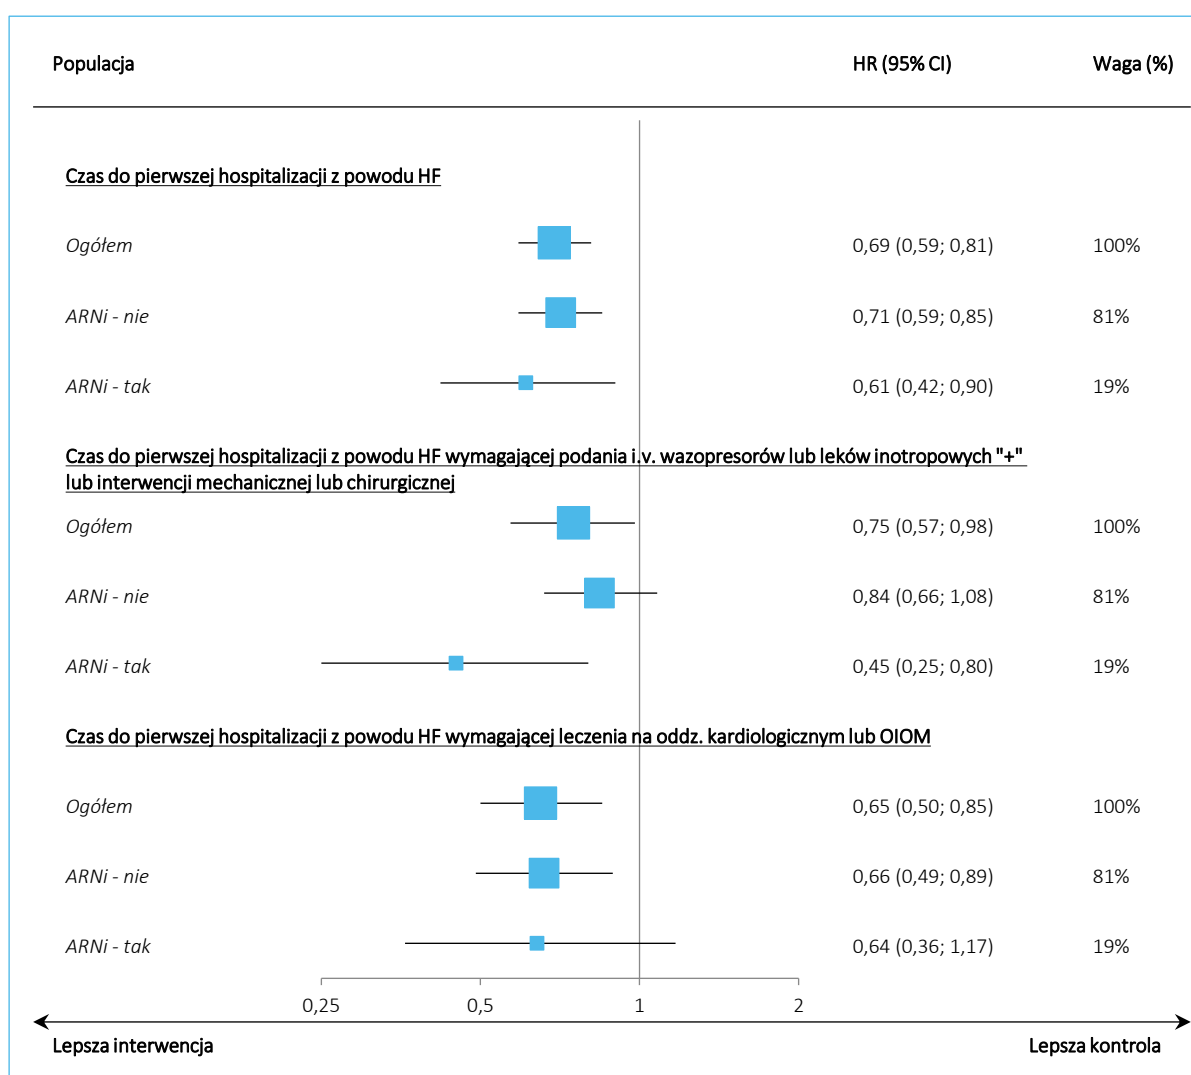 Populacja HR (95% CI) Waga (%)
Czas do pierwszej hospitalizacji z powodu HF
Ogółem 0,69 (0,59; 0,81) 100%
ARNi - nie 0,71 (0,59; 0,85) 81%
ARNi - tak 0,61 (0,42; 0,90) 19%
Czas do pierwszej hospitalizacji z powodu HF wymagającej podania i.v. wazopresorów lub leków inotropowych "+"
lub interwencji mechanicznej lub chirurgicznej
Ogółem 0,75 (0,57; 0,98) 100%
ARNi - nie 0,84 (0,66; 1,08) 81%
ARNi - tak 0,45 (0,25; 0,80) 19%
Czas do pierwszej hospitalizacji z powodu HF wymagającej leczenia na oddz. kardiologicznym lub OIOM
Ogółem 0,65 (0,50; 0,85) 100%
ARNi - nie 0,66 (0,49; 0,89) 81%
ARNi - tak 0,64 (0,36; 1,17) 19%
0,25 0,5 1 2
Lepsza interwencja Lepsza kontrola